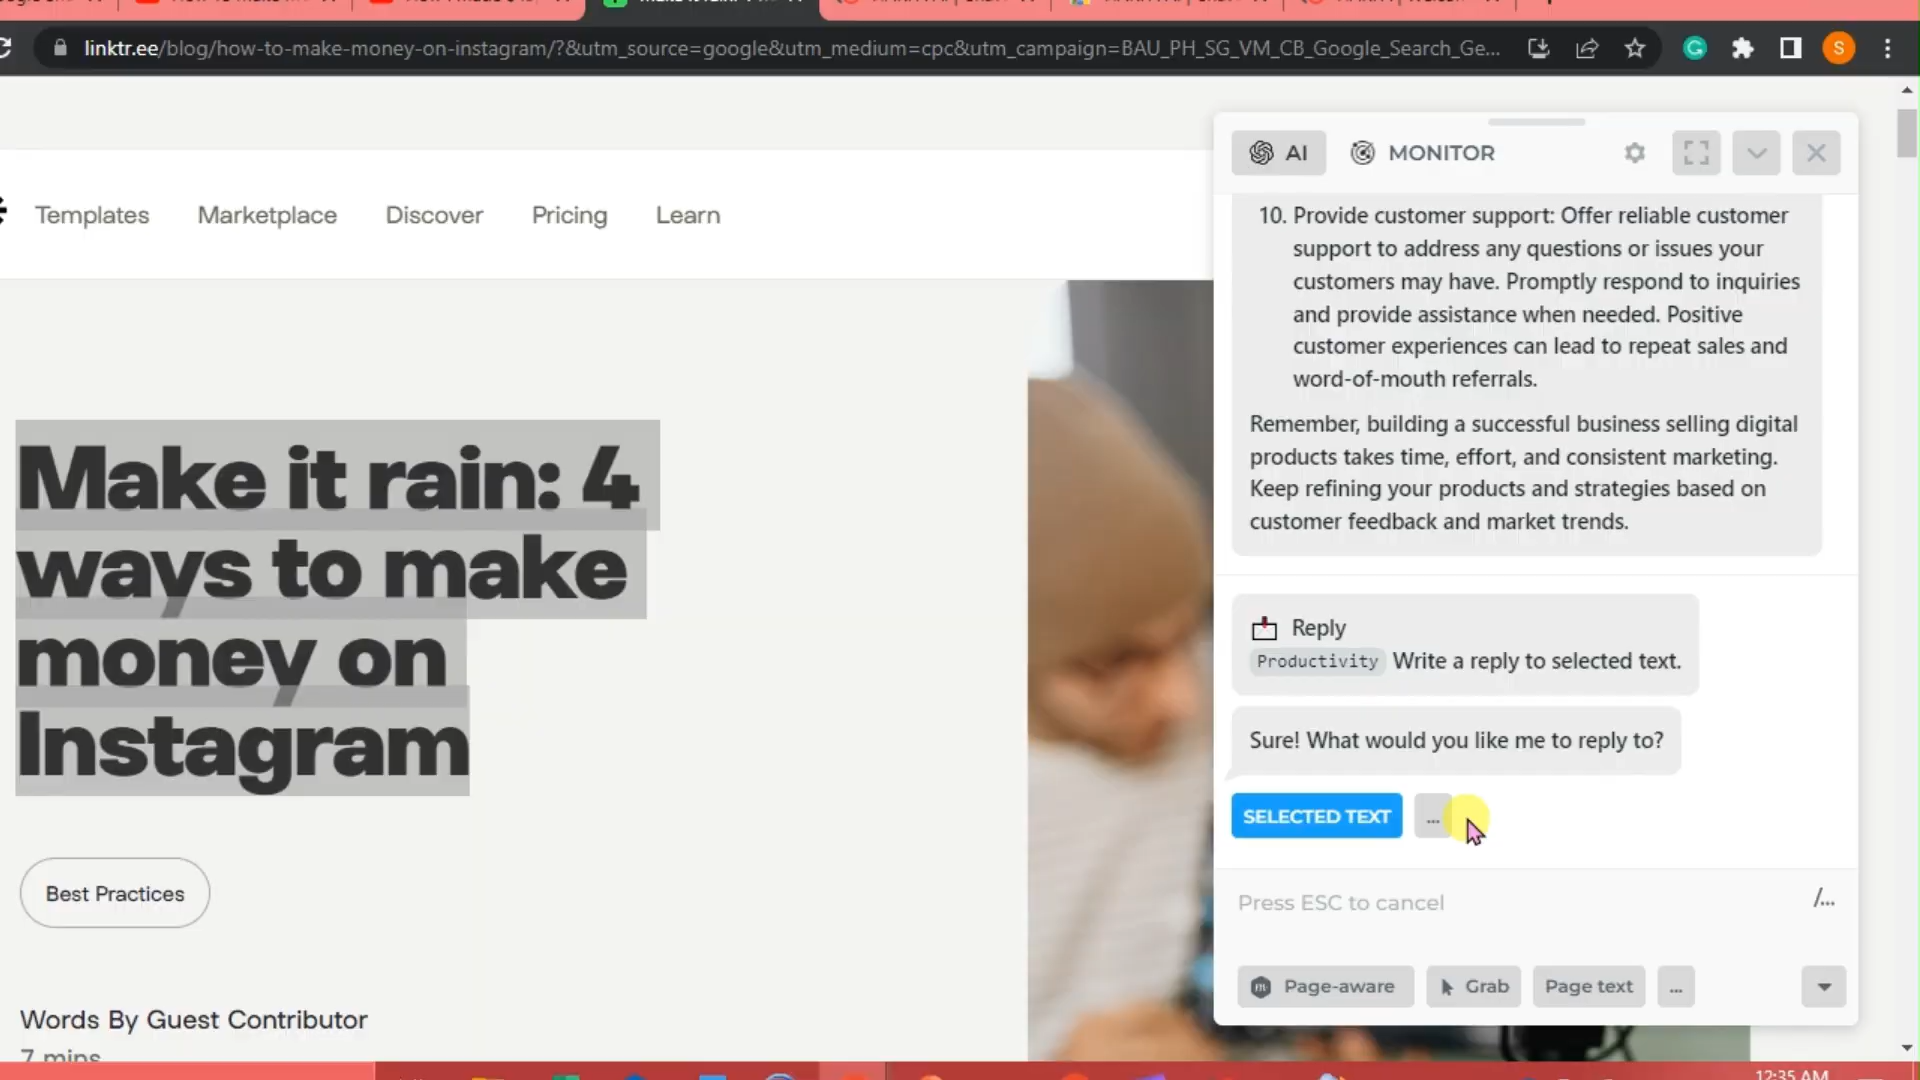 linktr.ee/blog/how-to-make-money-on-instagram/?&utm_source=google&utm_medium=cpc&utm_campaign=BAU_PH_SG_VM_CB_Google_Search_Ge...
S
Templates
Marketplace
Discover
Pricing
Learn
Make it rain: 4
ways to make
money on
Instagram
Best Practices
Words By Guest Contributor
7 mins
AI
MONITOR
10. Provide customer support: Offer reliable customer
support to address any questions or issues your
customers may have. Promptly respond to inquiries
and provide assistance when needed. Positive
customer experiences can lead to repeat sales and
word-of-mouth referrals.
Remember, building a successful business selling digital
products takes time, effort, and consistent marketing.
Keep refining your products and strategies based on
customer feedback and market trends.
Reply
Productivity Write a reply to selected text.
Sure! What would you like me to reply to?
SELECTED TEXT
...
Press ESC to cancel
/...
Page-aware
Grab
Page text
...
12:35 AM